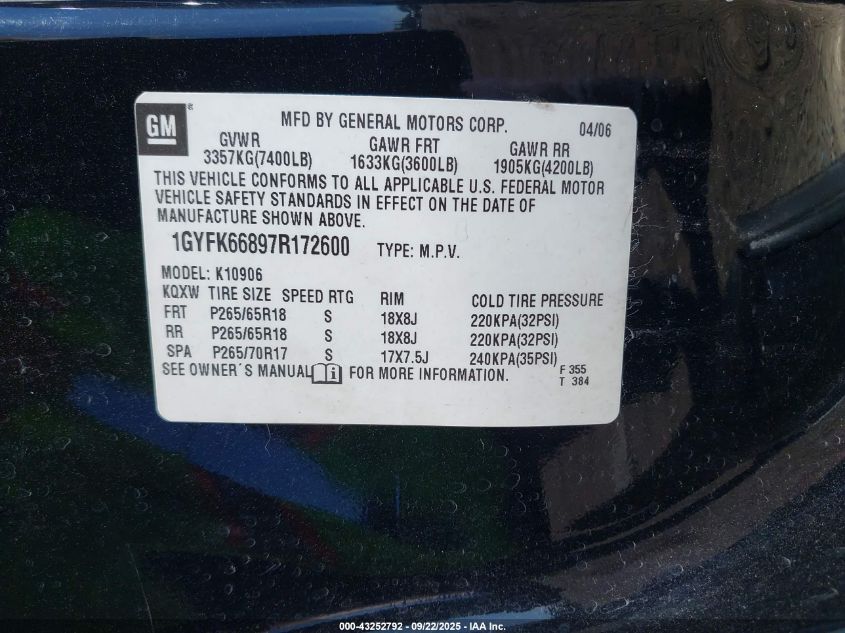 GM ® MFD BY GENERAL MOTORS CORP. 04/06
GVWR GAWR FRT GAWR RR
3357KG(7400LB) 1633KG(3600LB) 1905KG(4200LB)
THIS VEHICLE CONFORMS TO ALL APPLICABLE U.S. FEDERAL MOTOR
VEHICLE SAFETY STANDARDS IN EFFECT ON THE DATE OF
MANUFACTURE SHOWN ABOVE.
1GYFK66897R172600 TYPE: M.P.V.
MODEL: K10906
KQXW TIRE SIZE SPEED RTG RIM COLD TIRE PRESSURE
FRT P265/65R18 S 18X8J 220KPA(32PSI)
RR P265/65R18 S 18X8J 220KPA(32PSI)
SPA P265/70R17 S 17X7.5J 240KPA(35PSI)
SEE OWNER´S MANUAL i FOR MORE INFORMATION. F 355
T 384
000-43252792 - 09/22/2025 - IAA Inc.